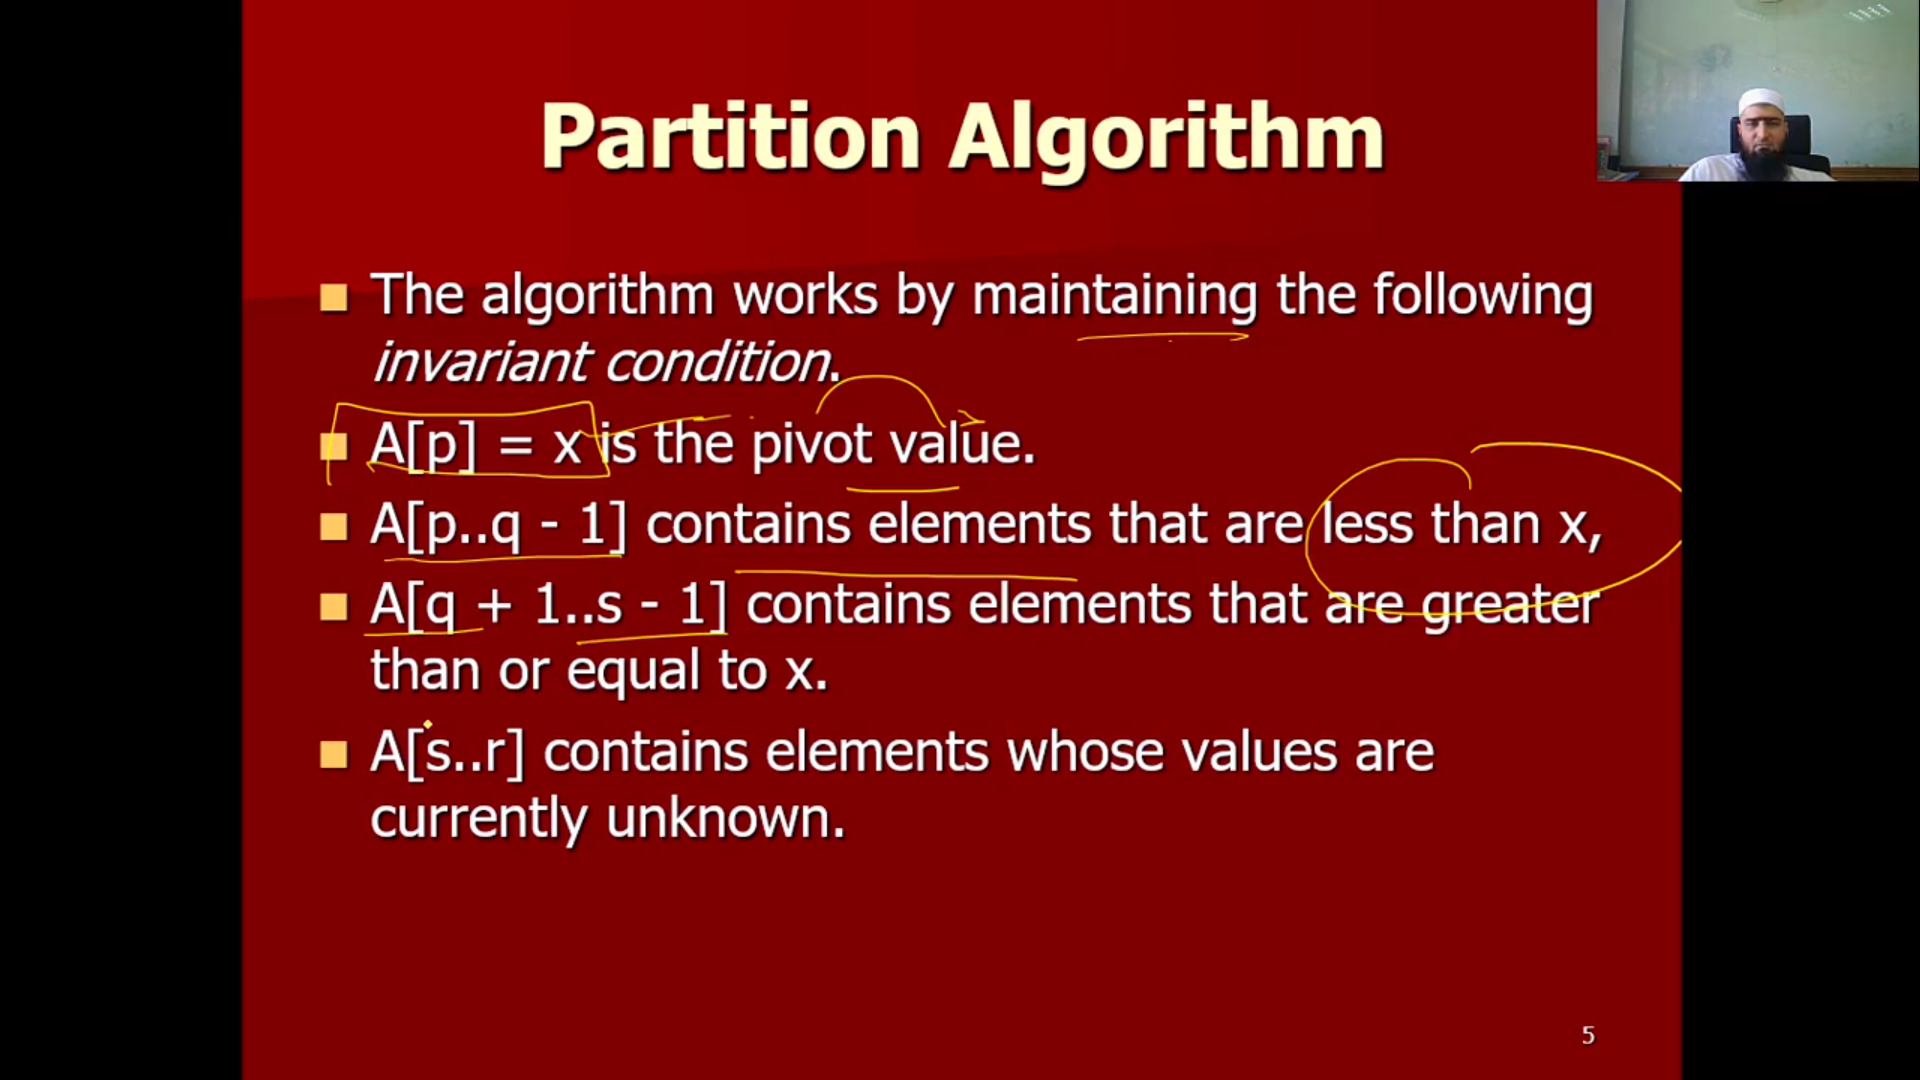 Partition Algorithm
The algorithm works by maintaining the following
invariant condition.
A[p] = x is the pivot value.
A[p..q - 1] contains elements that are less than x,
A[q + 1..s - 1] contains elements that are greater
than or equal to x.
A[s..r] contains elements whose values are
currently unknown.
5